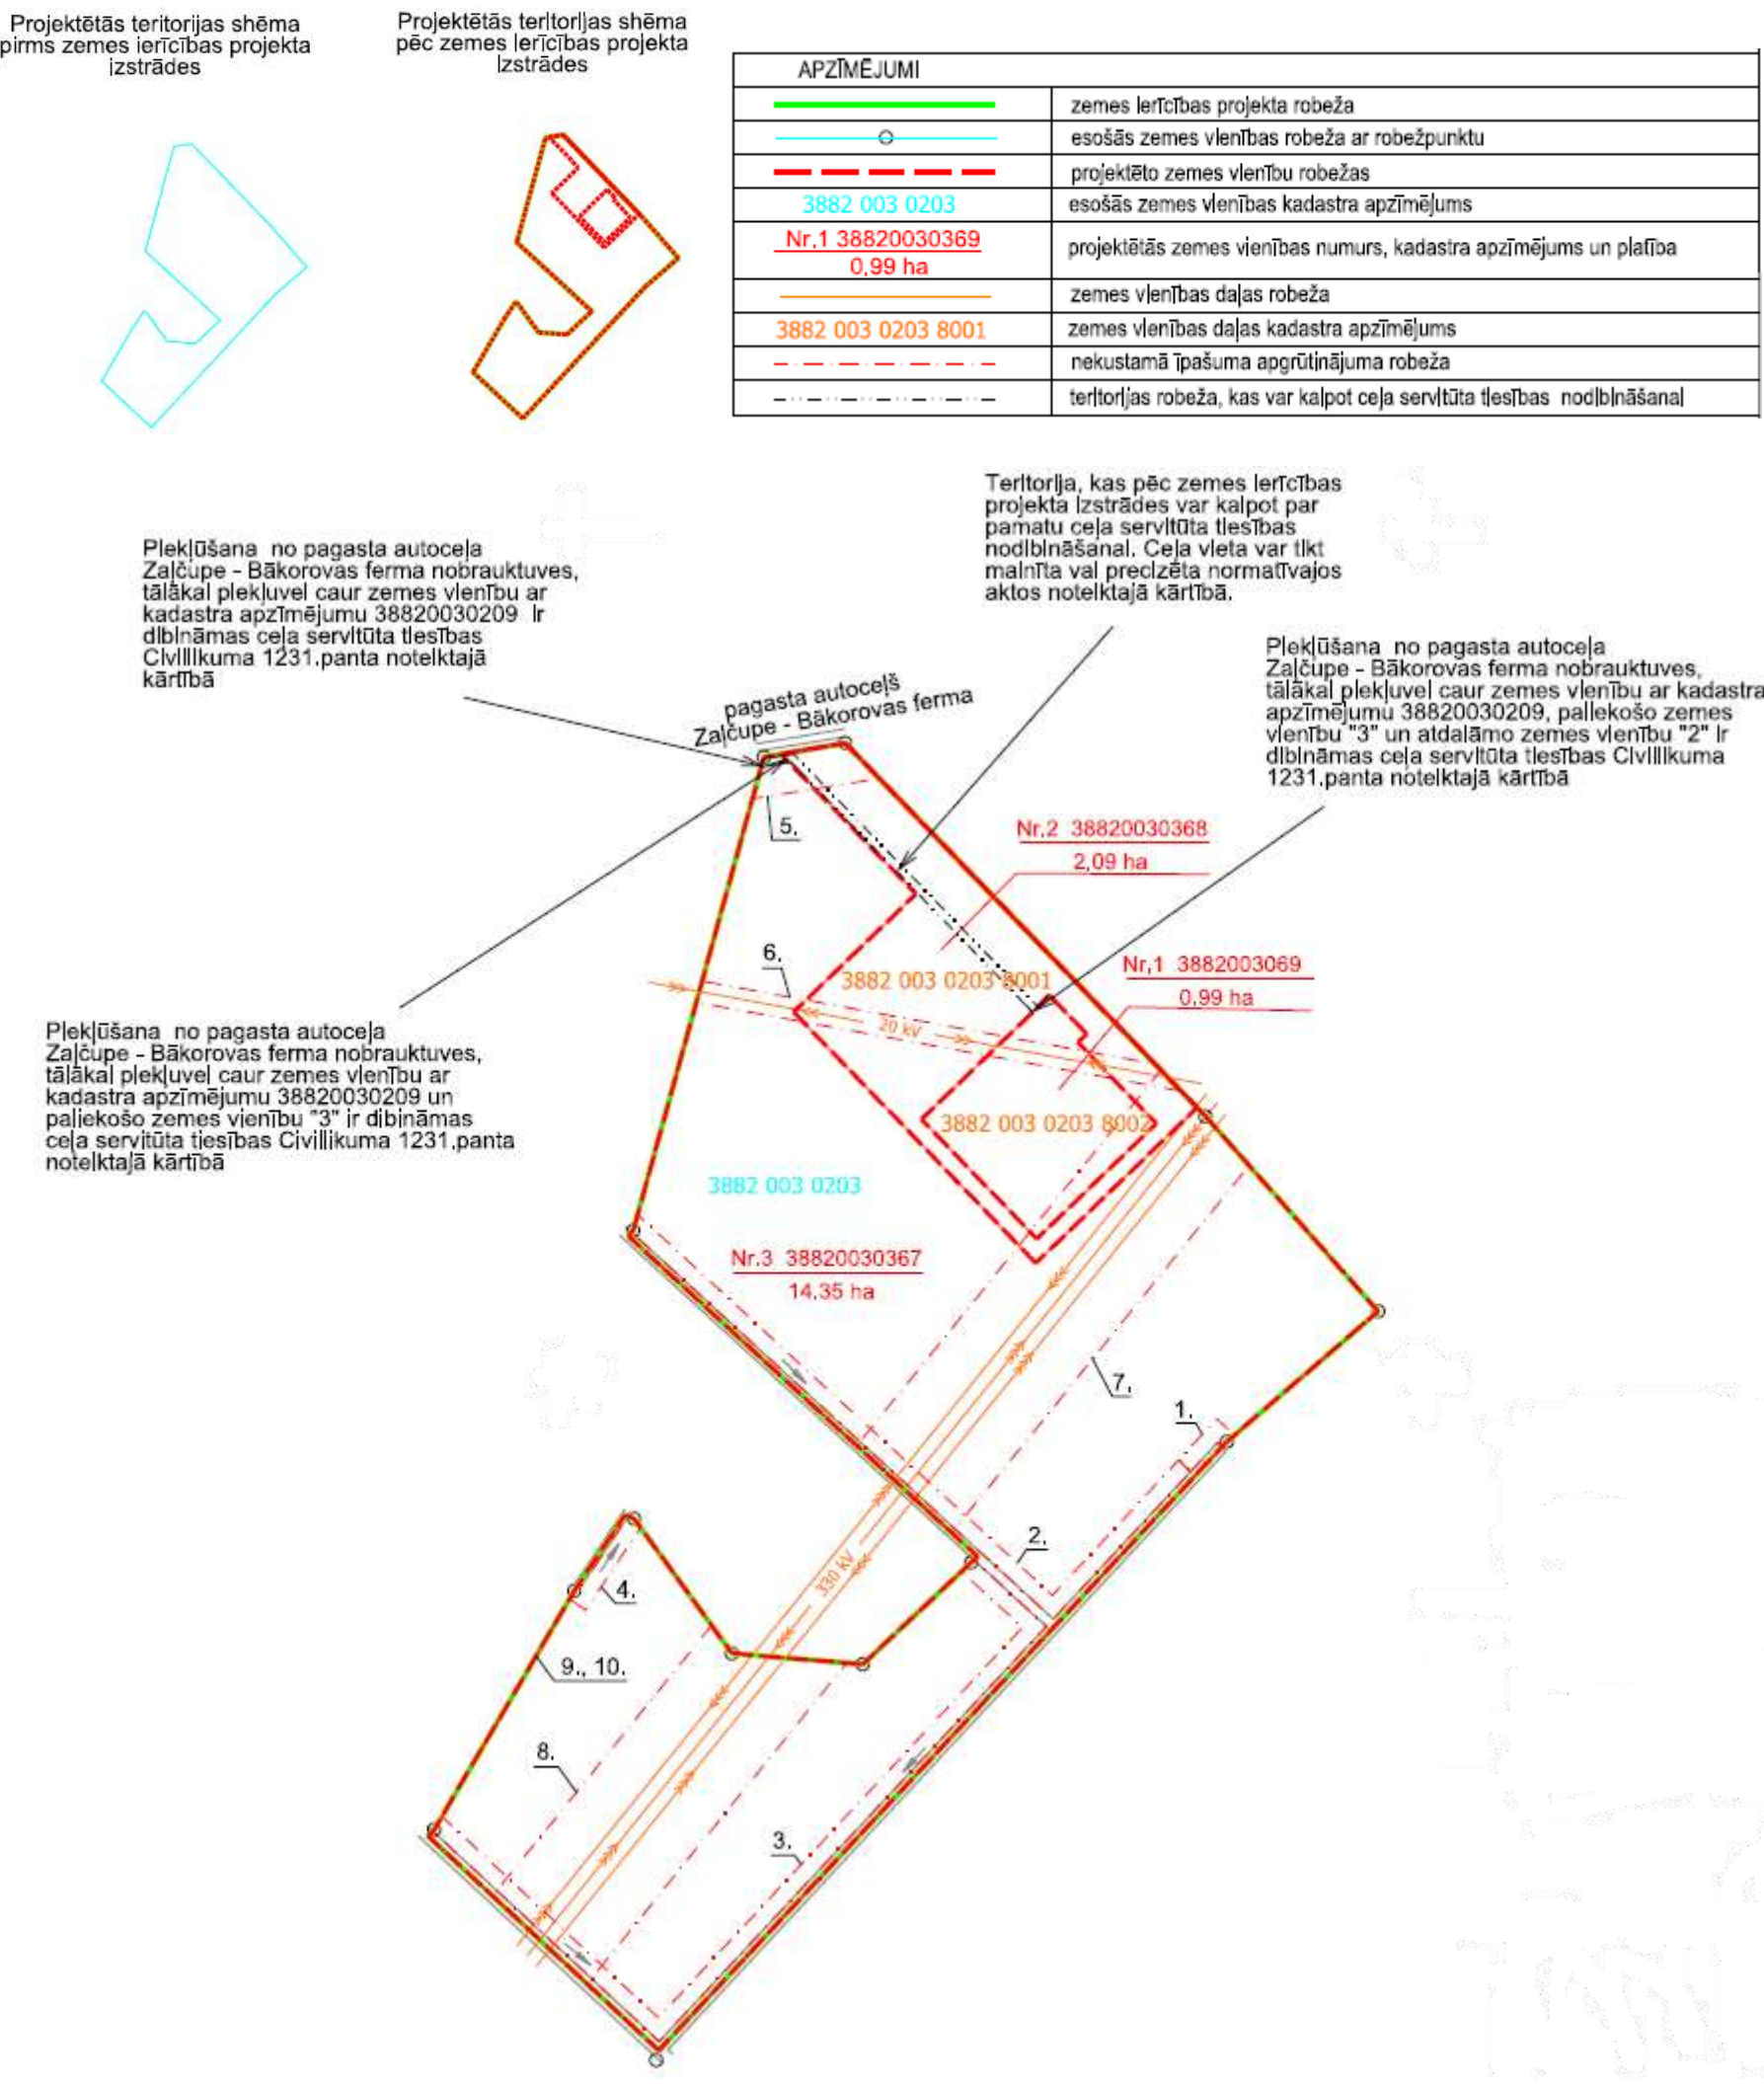 Projektētās teritorijas shēma
pirms zemes ierīcības projekta
izstrādes
Projektētās teritorijas shēma
pēc zemes ierīcības projekta
izstrādes
APZĪMĒJUMI
zemes ierīcības projekta robeža
esošās zemes vienības robeža ar robežpunktu
projektēto zemes vienību robežas
3882 003 0203
esošās zemes vienības kadastra apzīmējums
Nr.1 38820030369
0,99 ha
projektētās zemes vienības numurs, kadastra apzīmējums un platība
zemes vienības daļas robeža
3882 003 0203 8001
zemes vienības daļas kadastra apzīmējums
nekustamā īpašuma apgrūtinājuma robeža
teritorijas robeža, kas var kalpot ceļa servitūta tiesības nodibināšanai
Teritorija, kas pēc zemes ierīcības
projekta izstrādes var kalpot par
pamatu ceļa servitūta tiesības
nodibināšanai. Ceļa vieta var tikt
mainīta vai precizēta normatīvajos
aktos noteiktajā kārtībā.
Piekļūšana no pagasta autoceļa
Zaļčupe - Bākorovas ferma nobrauktuves,
tālākai piekļuvei caur zemes vienību ar
kadastra apzīmējumu 38820030209 ir
dibināmas ceļa servitūta tiesības
Civillikuma 1231.panta noteiktajā
kārtībā
Piekļūšana no pagasta autoceļa
Zaļčupe - Bākorovas ferma nobrauktuves,
tālākai piekļuvei caur zemes vienību ar kadastra
apzīmējumu 38820030209, paliekošo zemes
vienību "3" un atdalāmo zemes vienību "2" ir
dibināmas ceļa servitūta tiesības Civillikuma
1231.panta noteiktajā kārtībā
pagasta autoceļš
Zaļčupe - Bākorovas ferma
5.
Nr.2 38820030368
2,09 ha
6.
3882 003 0203 8001
Nr.1 3882003069
0,99 ha
20 kV
Piekļūšana no pagasta autoceļa
Zaļčupe - Bākorovas ferma nobrauktuves,
tālākai piekļuvei caur zemes vienību ar
kadastra apzīmējumu 38820030209 un
paliekošo zemes vienību "3" ir dibināmas
ceļa servitūta tiesības Civillikuma 1231.panta
noteiktajā kārtībā
3882 003 0203 8002
3882 003 0203
Nr.3 38820030367
14,35 ha
7.
1.
2.
330 kV
4.
9., 10.
8.
3.